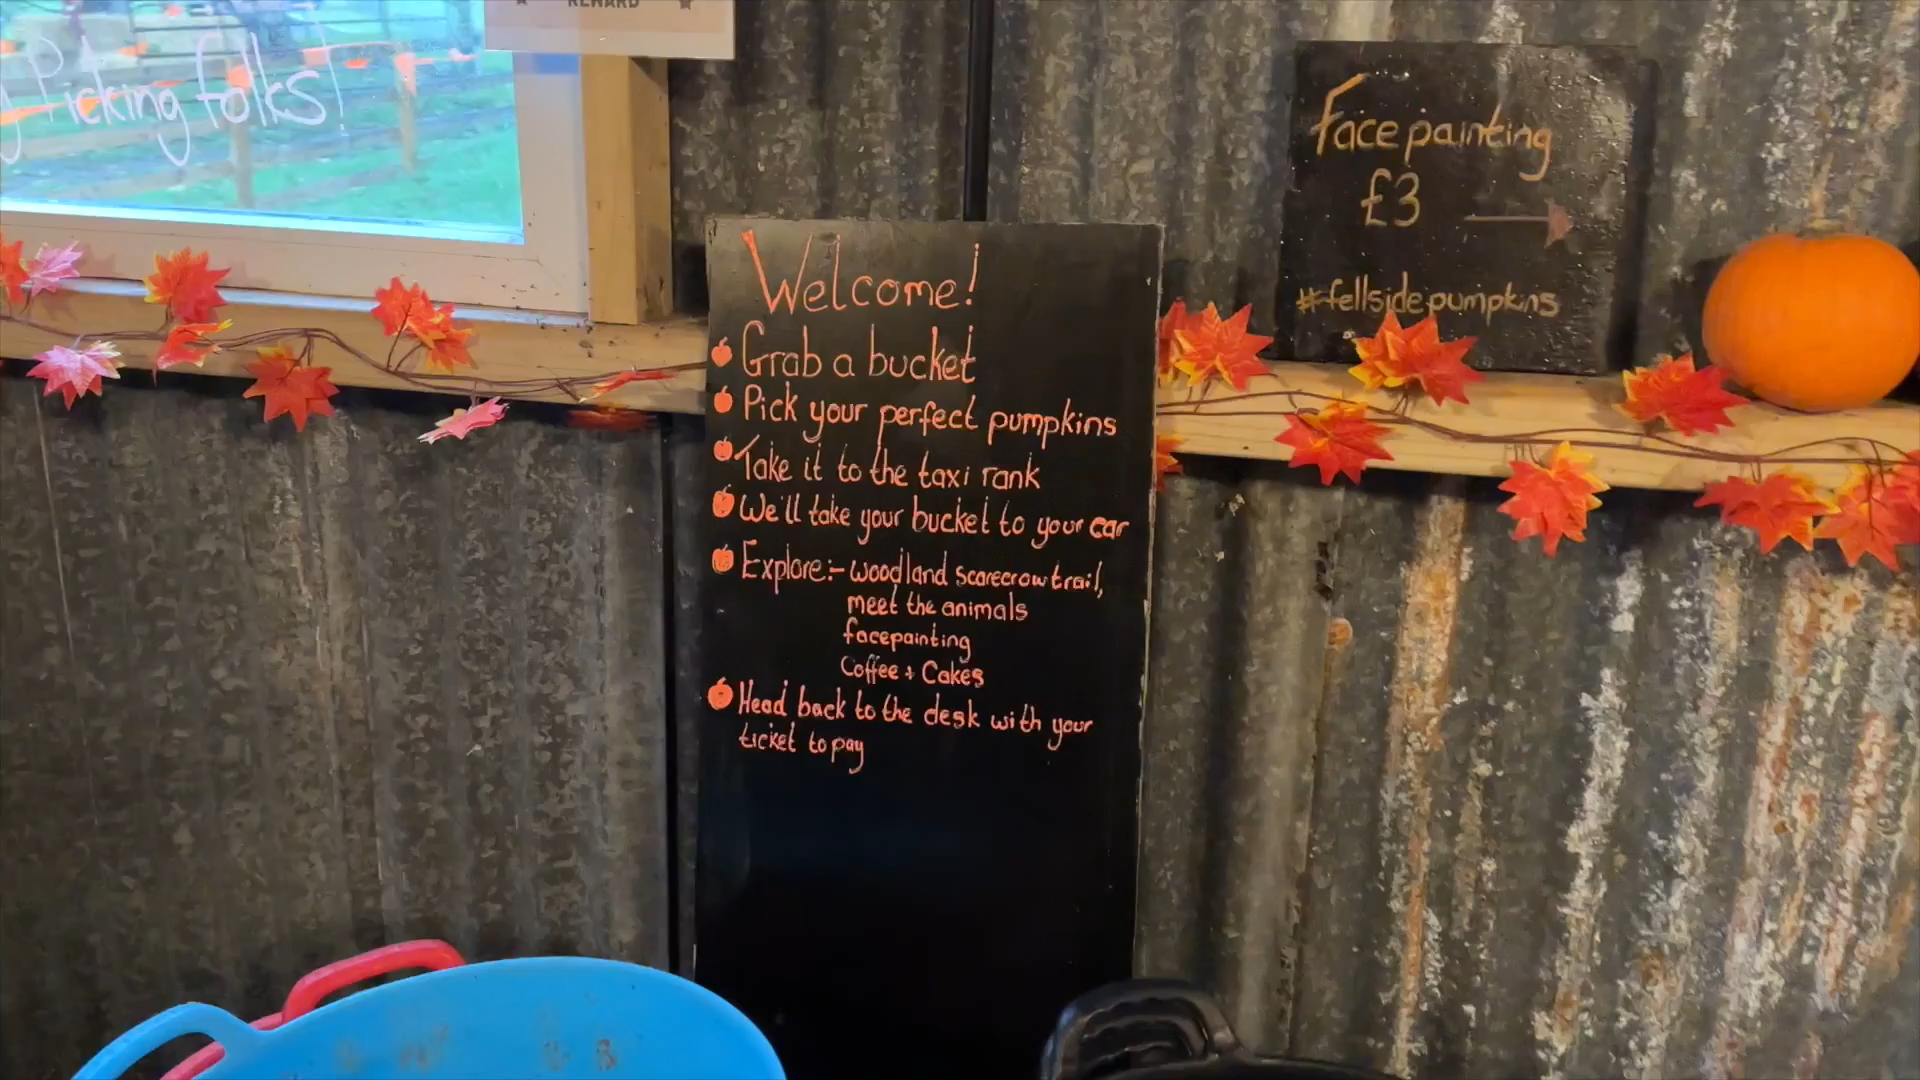 Picking folks!
REWARD
Face painting
£3
#fellsidepumpkins
Welcome!
Grab a bucket
Pick your perfect pumpkins
Take it to the taxi rank
We'll take your bucket to your car
Explore:- woodland scarecrow trail,
meet the animals
facepainting
Coffee + Cakes
Head back to the desk with your
ticket to pay